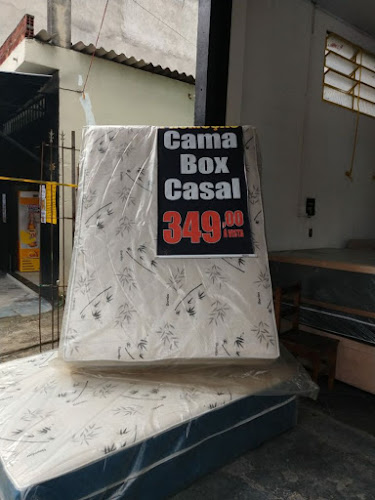 Cama
Box
Casal
349,00
À VISTA